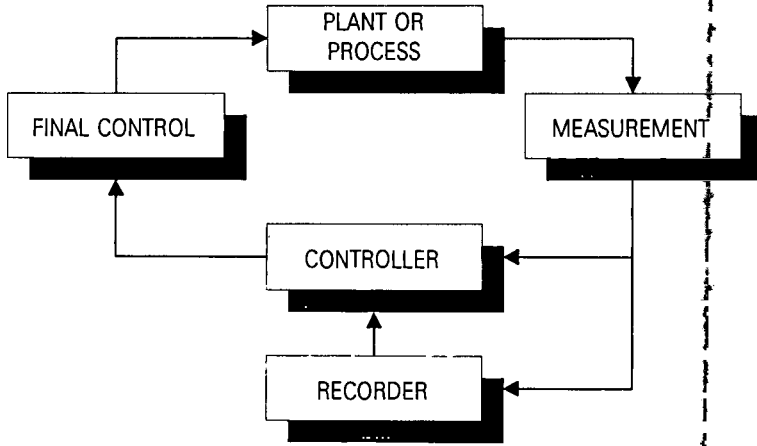 PLANT OR
PROCESS
FINAL CONTROL
MEASUREMENT
CONTROLLER
RECORDER